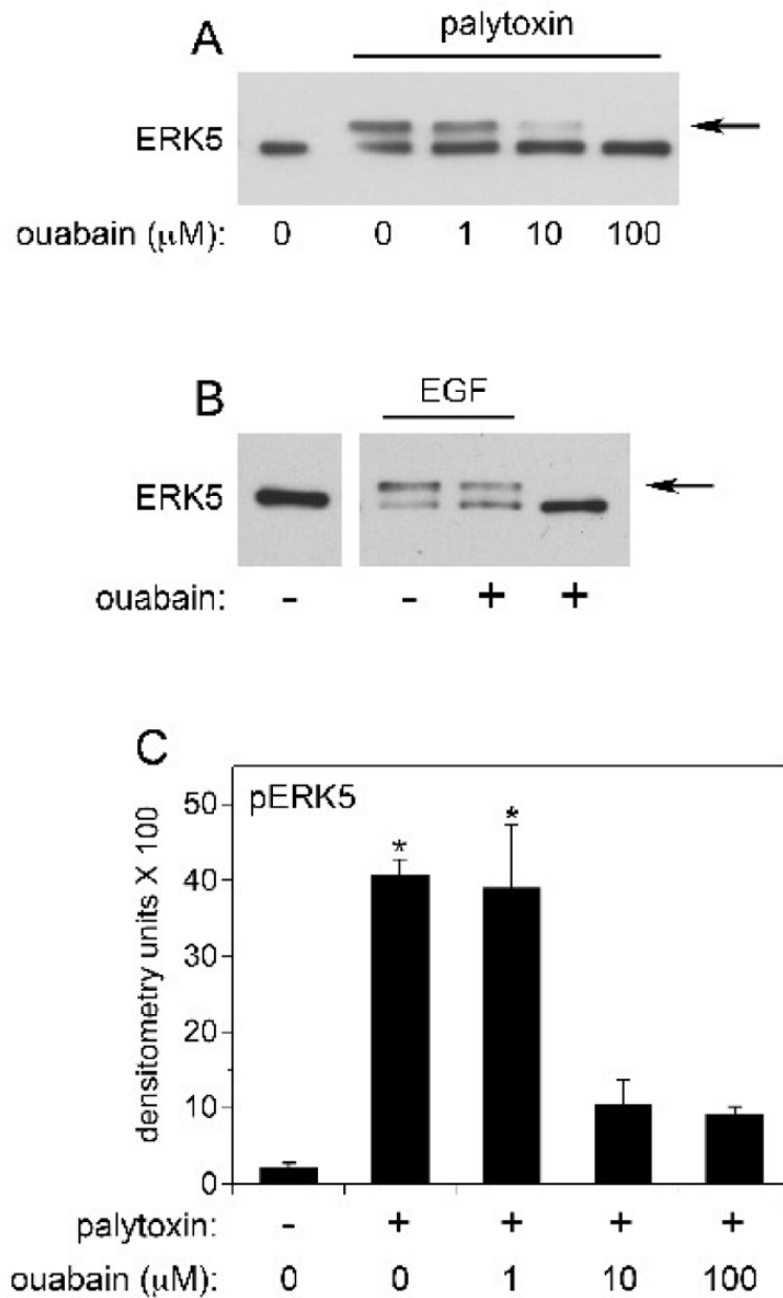 A
palytoxin
ERK5
ouabain (μM): 0 0 1 10 100
B
EGF
ERK5
ouabain: - - + +
C
pERK5
densitometry units X 100
50
40
30
20
10
0
* *
palytoxin: - + + + +
ouabain (μM): 0 0 1 10 100